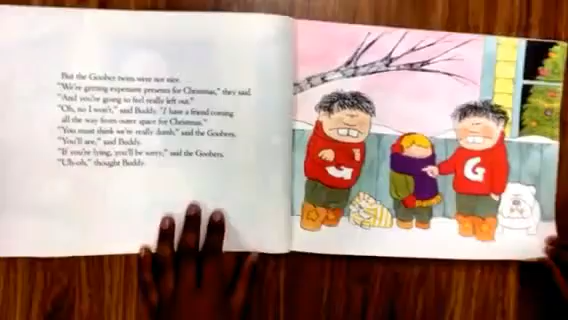 But the Goober twins were not nice.
"We're getting expensive presents for Christmas," they said.
"And you're going to feel really left out."
"Oh, no I won't," said Buddy. "I have a friend coming
all the way from outer space for Christmas."
"You must think we're really dumb," said the Goobers.
"You'll see," said Buddy.
"If you're lying, you'll be sorry," said the Goobers.
"Uh-oh," thought Buddy.
G
G